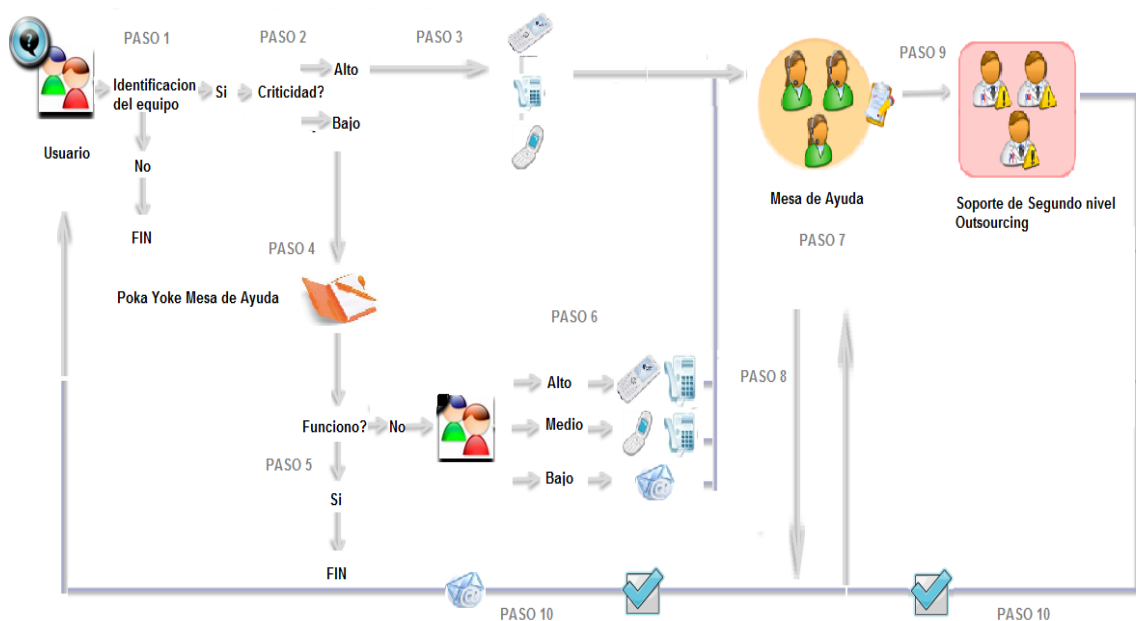 PASO 1
PASO 2
PASO 3
PASO 9
Identificacion
del equipo
Si
Criticidad?
Alto
Bajo
Usuario
No
FIN
Mesa de Ayuda
Soporte de Segundo nivel
Outsourcing
PASO 7
PASO 4
Poka Yoke Mesa de Ayuda
PASO 6
PASO 8
Alto
Funciono?
No
Medio
PASO 5
Bajo
Si
FIN
PASO 10
PASO 10